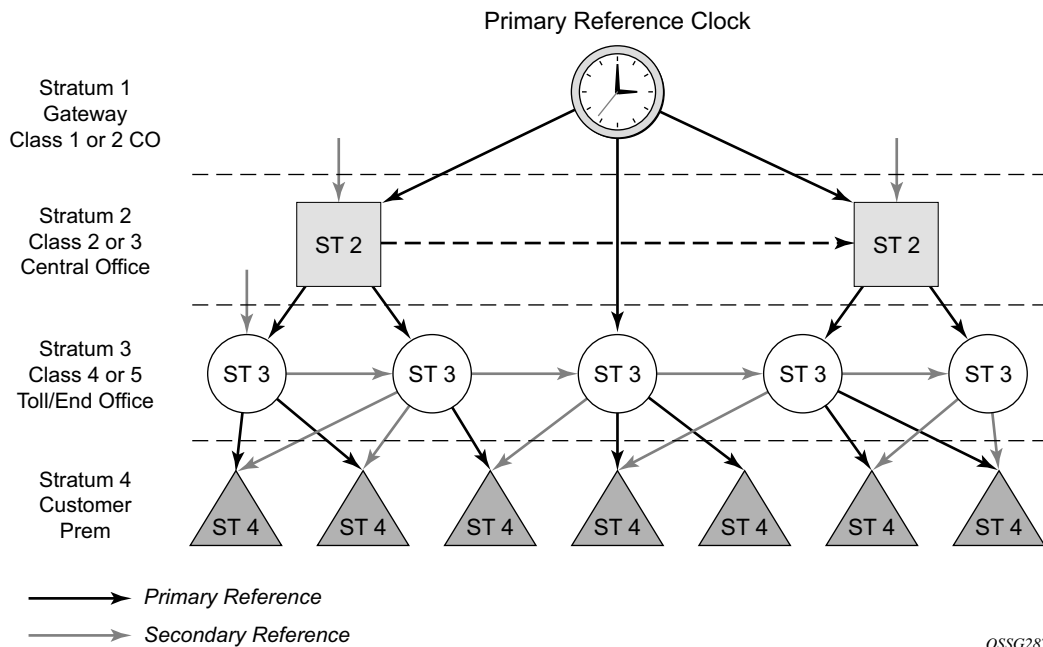 Primary Reference Clock
Stratum 1
Gateway
Class 1 or 2 CO
Stratum 2
Class 2 or 3
Central Office
ST 2
ST 2
Stratum 3
Class 4 or 5
Toll/End Office
ST 3
ST 3
ST 3
ST 3
ST 3
Stratum 4
Customer
Prem
ST 4
ST 4
ST 4
ST 4
ST 4
ST 4
ST 4
Primary Reference
Secondary Reference